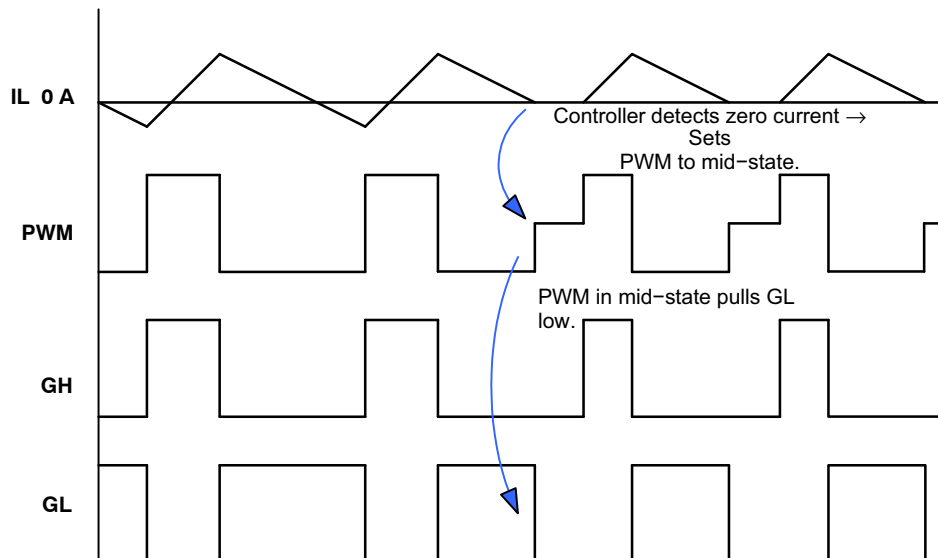 IL 0 A
Controller detects zero current →
Sets
PWM to mid−state.
PWM
PWM in mid−state pulls GL
low.
GH
GL